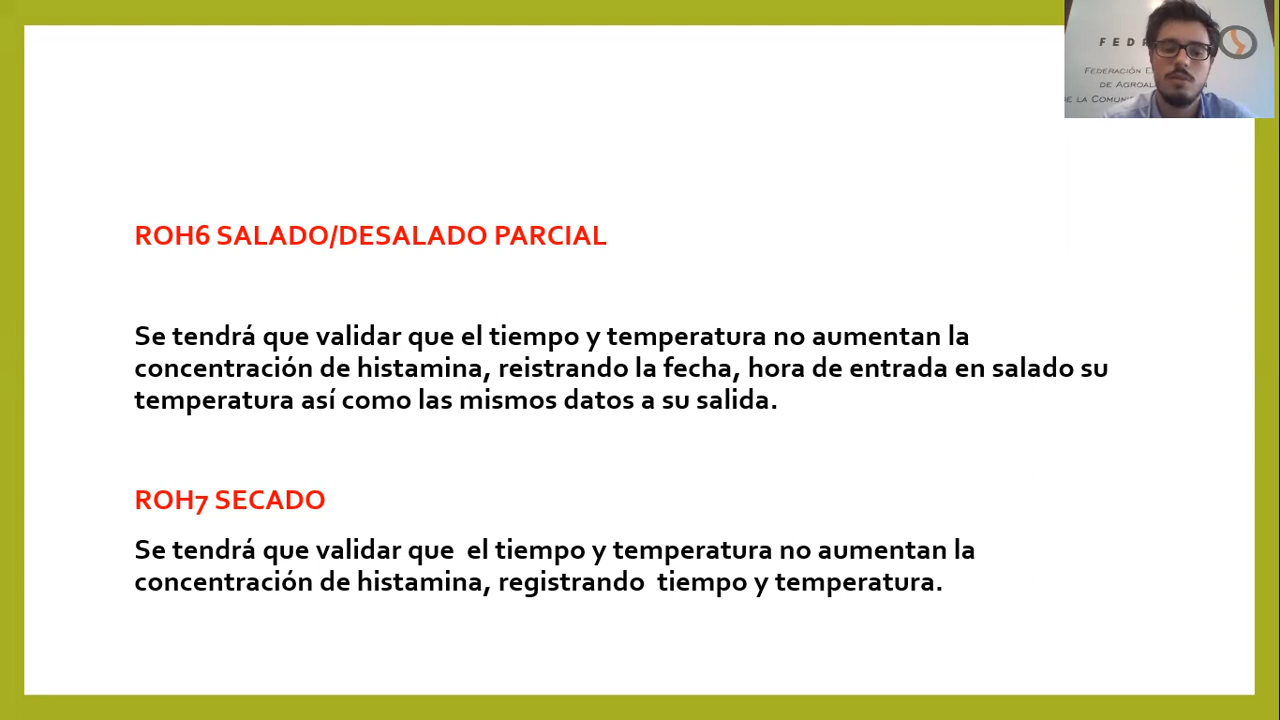 FEDR
FEDERACIÓN E
DE AGROAL
DE LA COMUNI
ROH6 SALADO/DESALADO PARCIAL
Se tendrá que validar que el tiempo y temperatura no aumentan la
concentración de histamina, reistrando la fecha, hora de entrada en salado su
temperatura así como las mismos datos a su salida.
ROH7 SECADO
Se tendrá que validar que el tiempo y temperatura no aumentan la
concentración de histamina, registrando tiempo y temperatura.